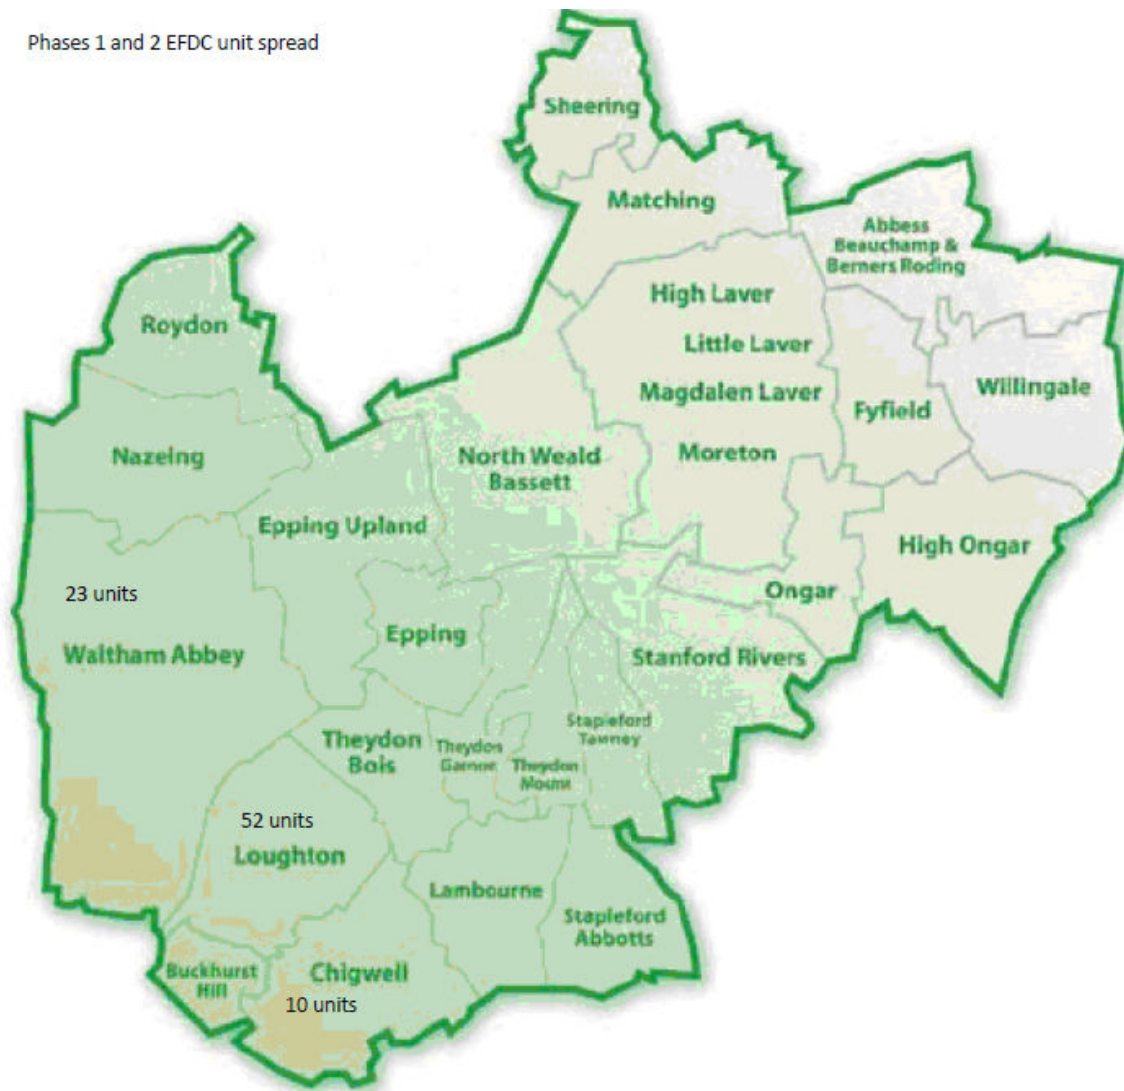 Phases 1 and 2 EFDC unit spread
Sheering
Matching
Abbess
Beauchamp &
Berners Roding
High Laver
Roydon
Little Laver
Willingale
Magdalen Laver
Fyfield
Nazeing
North Weald
Bassett
Moreton
Epping Upland
High Ongar
23 units
Ongar
Epping
Waltham Abbey
Stanford Rivers
Stapleford
Tawney
Theydon
Bois
Theydon
Garnon
Theydon
Mount
52 units
Loughton
Lambourne
Stapleford
Abbotts
Buckhurst
Hill
Chigwell
10 units